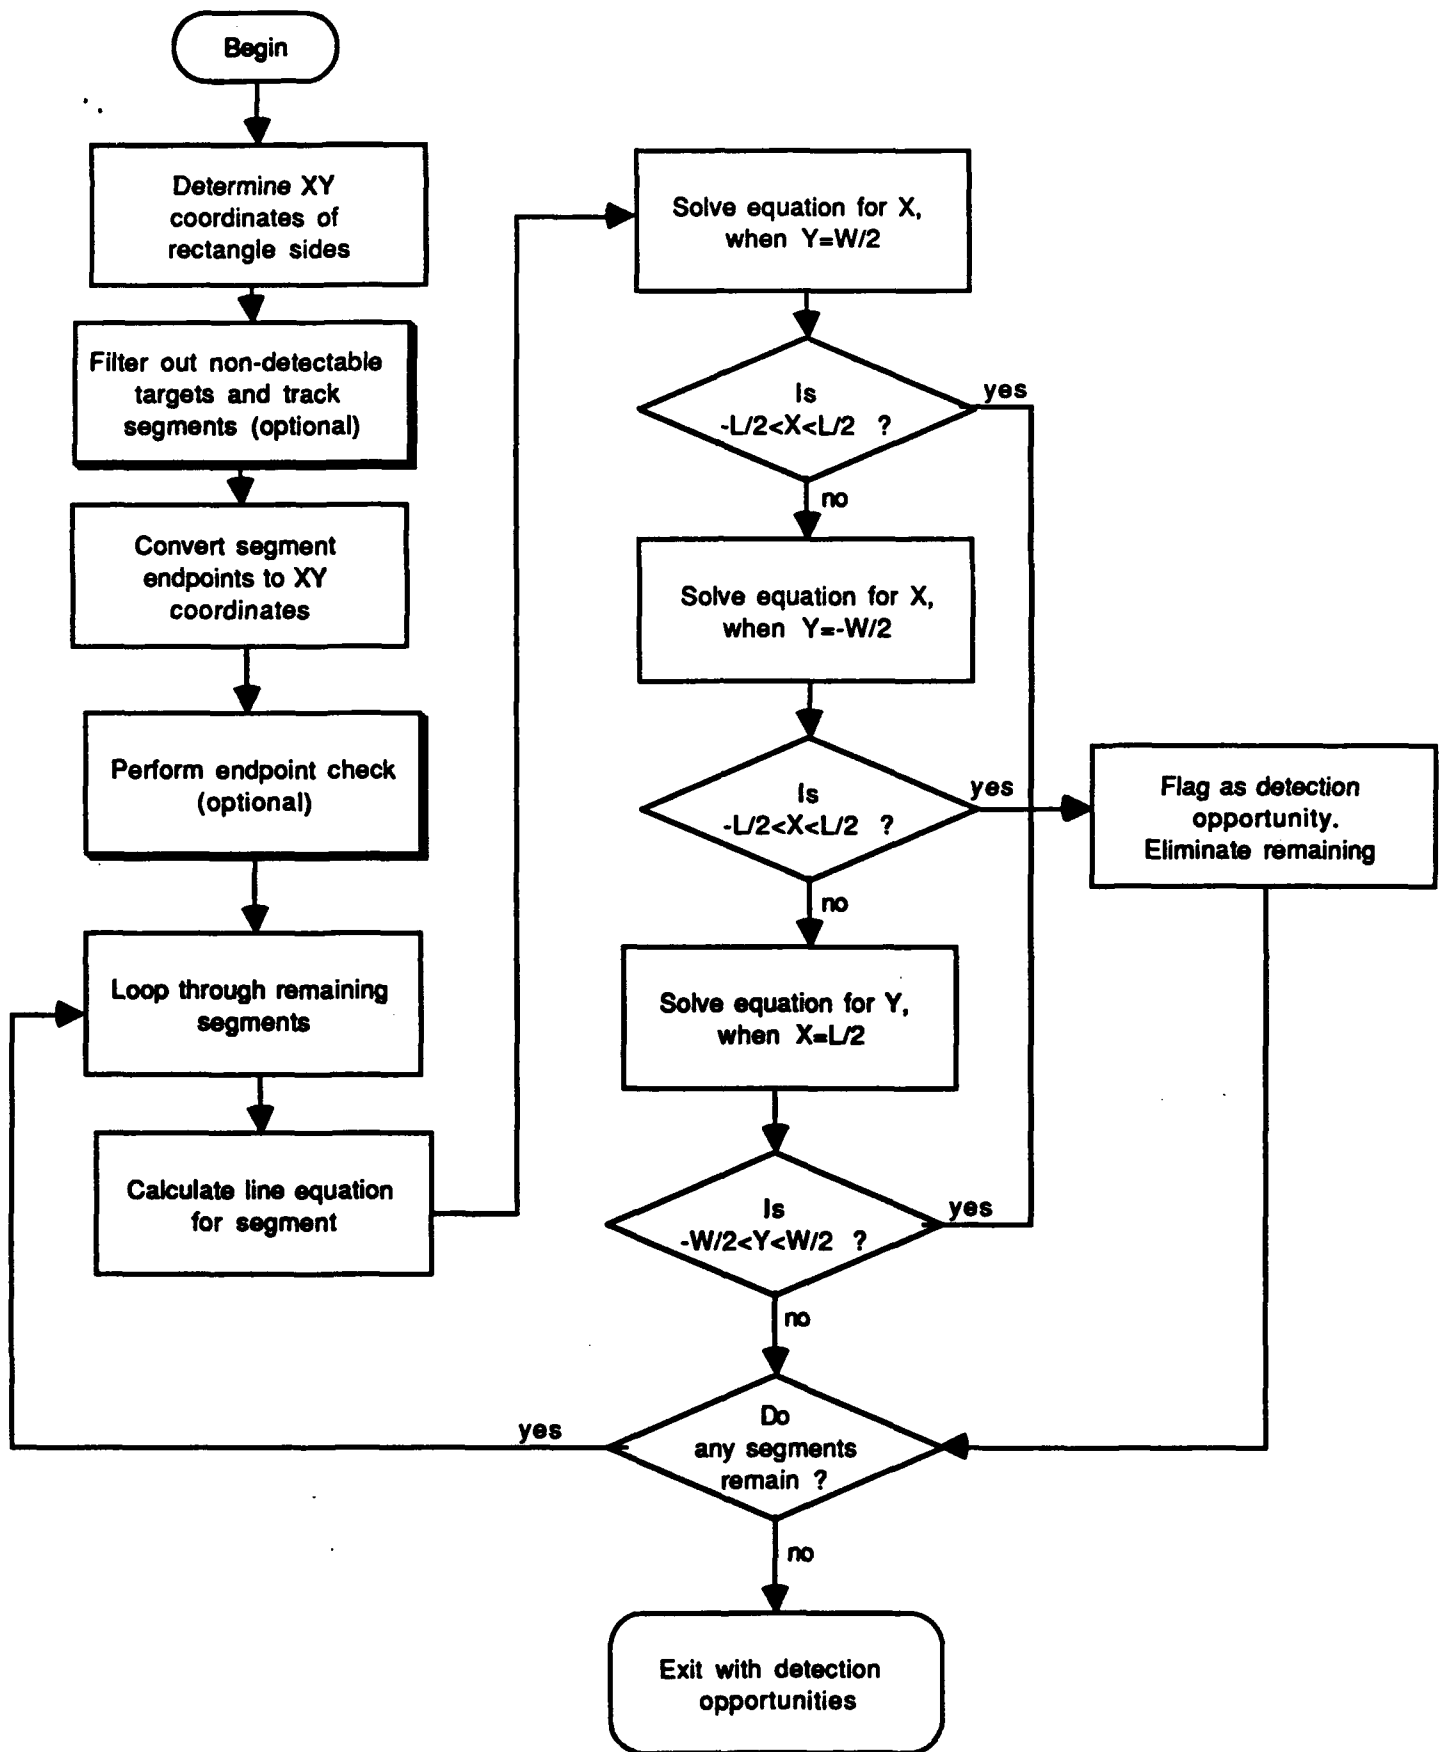 Begin
Determine XY
coordinates of
rectangle sides
Filter out non-detectable
targets and track
segments (optional)
Convert segment
endpoints to XY
coordinates
Perform endpoint check
(optional)
Loop through remaining
segments
Calculate line equation
for segment
Solve equation for X,
when Y=W/2
Is
-L/2<X<L/2 ?
yes
no
Solve equation for X,
when Y=-W/2
Is
-L/2<X<L/2 ?
yes
no
Flag as detection
opportunity.
Eliminate remaining
Solve equation for Y,
when X=L/2
Is
-W/2<Y<W/2 ?
yes
no
Do
any segments
remain ?
yes
no
Exit with detection
opportunities